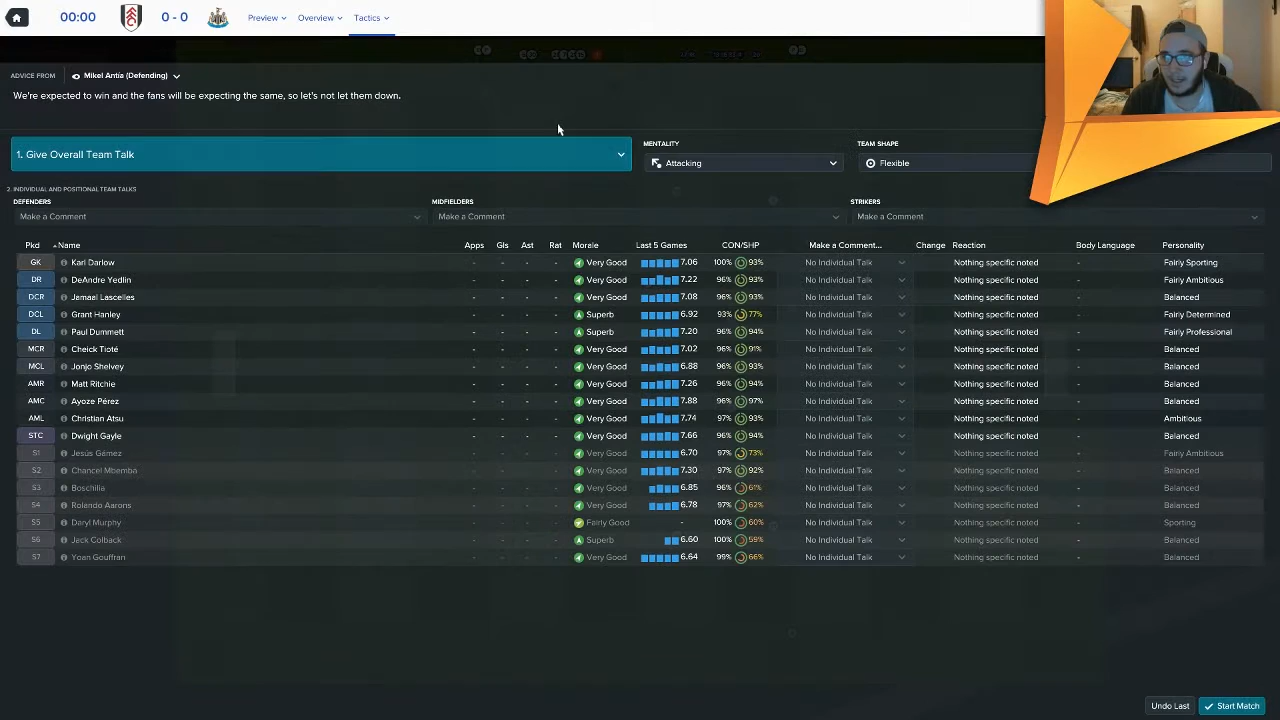 00:00 0 - 0 Preview Overview Tactics
ADVICE FROM Mikel Antía (Defending)
We're expected to win and the fans will be expecting the same, so let's not let them down.
MENTALITY TEAM SHAPE
1. Give Overall Team Talk Attacking Flexible
2. INDIVIDUAL AND POSITIONAL TEAM TALKS
DEFENDERS MIDFIELDERS STRIKERS
Make a Comment Make a Comment Make a Comment
Pkd Name Apps Gls Ast Rat Morale Last 5 Games CON/SHP Make a Comment... Change Reaction Body Language Personality
GK Karl Darlow - - - - Very Good 7.06 100% 93% No Individual Talk Nothing specific noted - Fairly Sporting
DR DeAndre Yedlin - - - - Very Good 7.22 96% 93% No Individual Talk Nothing specific noted - Fairly Ambitious
DCR Jamaal Lascelles - - - - Very Good 7.08 96% 93% No Individual Talk Nothing specific noted - Balanced
DCL Grant Hanley - - - - Superb 6.92 93% 77% No Individual Talk Nothing specific noted - Fairly Determined
DL Paul Dummett - - - - Superb 7.20 96% 94% No Individual Talk Nothing specific noted - Fairly Professional
MCR Cheick Tioté - - - - Very Good 7.02 96% 91% No Individual Talk Nothing specific noted - Balanced
MCL Jonjo Shelvey - - - - Very Good 6.88 96% 93% No Individual Talk Nothing specific noted - Balanced
AMR Matt Ritchie - - - - Very Good 7.26 96% 94% No Individual Talk Nothing specific noted - Balanced
AMC Ayoze Pérez - - - - Very Good 7.88 96% 97% No Individual Talk Nothing specific noted - Balanced
AML Christian Atsu - - - - Very Good 7.74 97% 93% No Individual Talk Nothing specific noted - Ambitious
STC Dwight Gayle - - - - Very Good 7.66 96% 94% No Individual Talk Nothing specific noted - Balanced
S1 Jesús Gámez - - - - Very Good 6.70 97% 73% No Individual Talk Nothing specific noted - Fairly Ambitious
S2 Chancel Mbemba - - - - Very Good 7.30 97% 92% No Individual Talk Nothing specific noted - Balanced
S3 Boschilia - - - - Very Good 6.85 96% 61% No Individual Talk Nothing specific noted - Balanced
S4 Rolando Aarons - - - - Very Good 6.78 97% 62% No Individual Talk Nothing specific noted - Balanced
S5 Daryl Murphy - - - - Fairly Good - 100% 60% No Individual Talk Nothing specific noted - Sporting
S6 Jack Colback - - - - Superb 6.60 100% 59% No Individual Talk Nothing specific noted - Balanced
S7 Yoan Gouffran - - - - Very Good 6.64 99% 66% No Individual Talk Nothing specific noted - Balanced
Undo Last Start Match